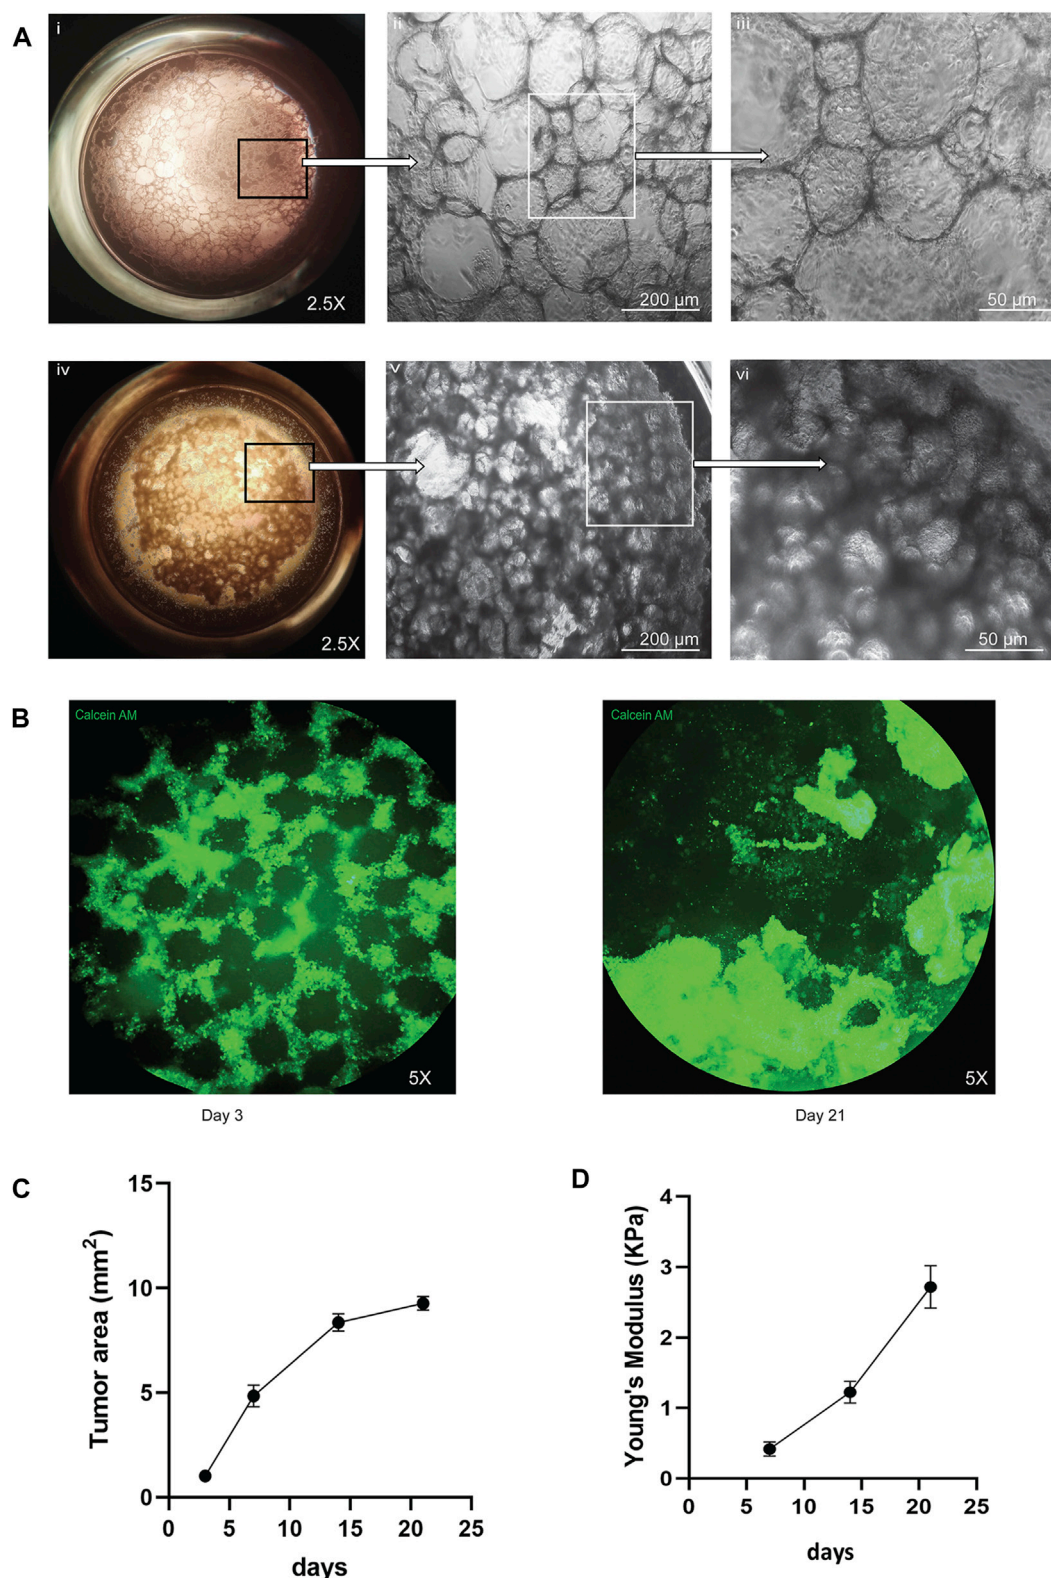 A
i
2.5X
ii
200 µm
iii
50 µm
iv
2.5X
v
200 µm
vi
50 µm
B
Calcein AM
5X
Day 3
Calcein AM
5X
Day 21
C
Tumor area (mm²)
15
10
5
0
0 5 10 15 20 25
days
D
Young's Modulus (KPa)
4
3
2
1
0
0 5 10 15 20 25
days